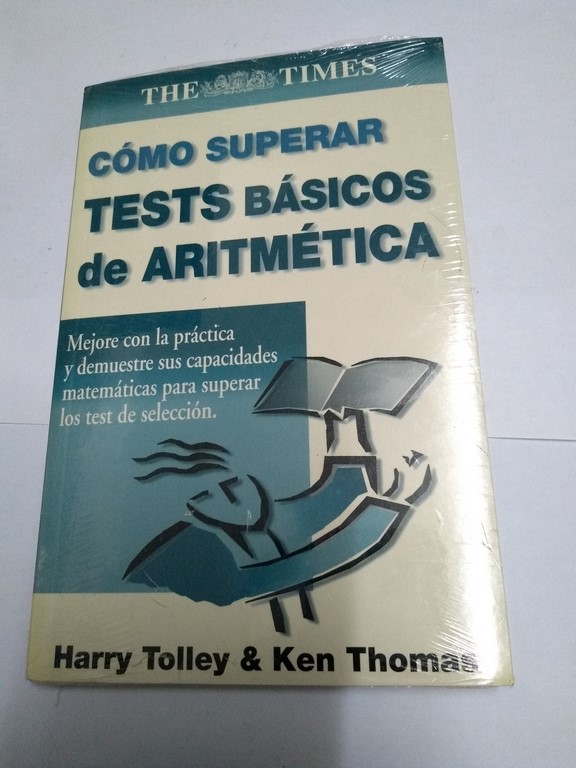 THE TIMES
CÓMO SUPERAR
TESTS BÁSICOS
de ARITMÉTICA
Mejore con la práctica
y demuestre sus capacidades
matemáticas para superar
los test de selección.
Harry Tolley & Ken Thomas